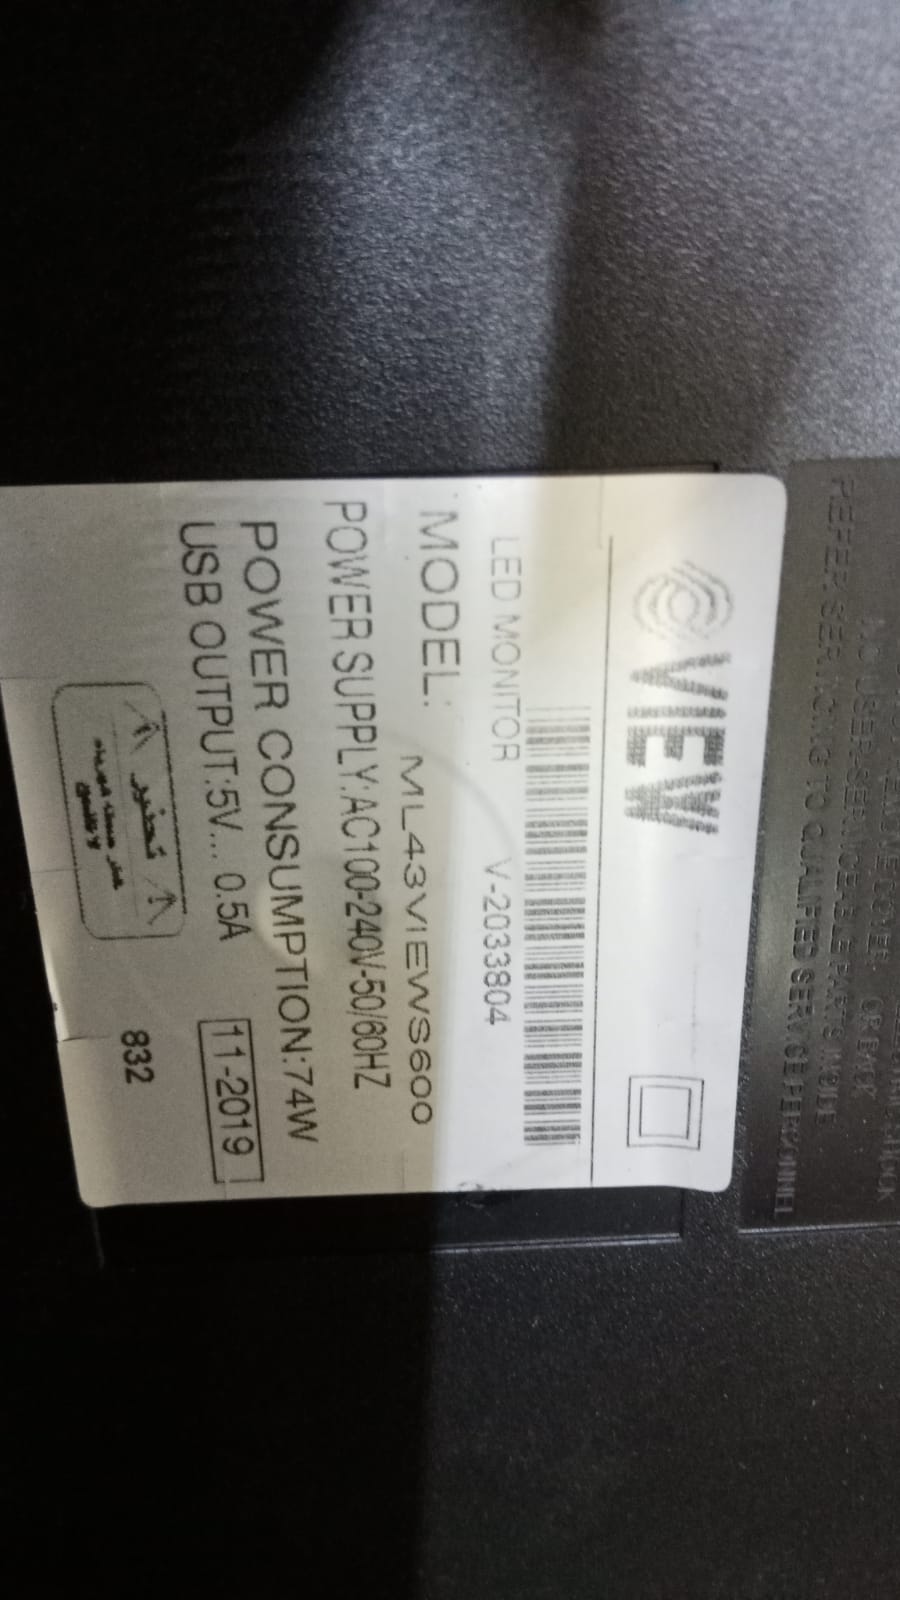 VIEW
LED MONITOR V-2033804
MODEL: ML43VIEWS600
POWER SUPPLY:AC100-240V-50/60HZ
POWER CONSUMPTION:74W
USB OUTPUT:5V... 0.5A 11-2019
تحذير
832
NO USER-SERVICEABLE PARTS INSIDE
REFER SERVICING TO QUALIFIED SERVICE PERSONNEL